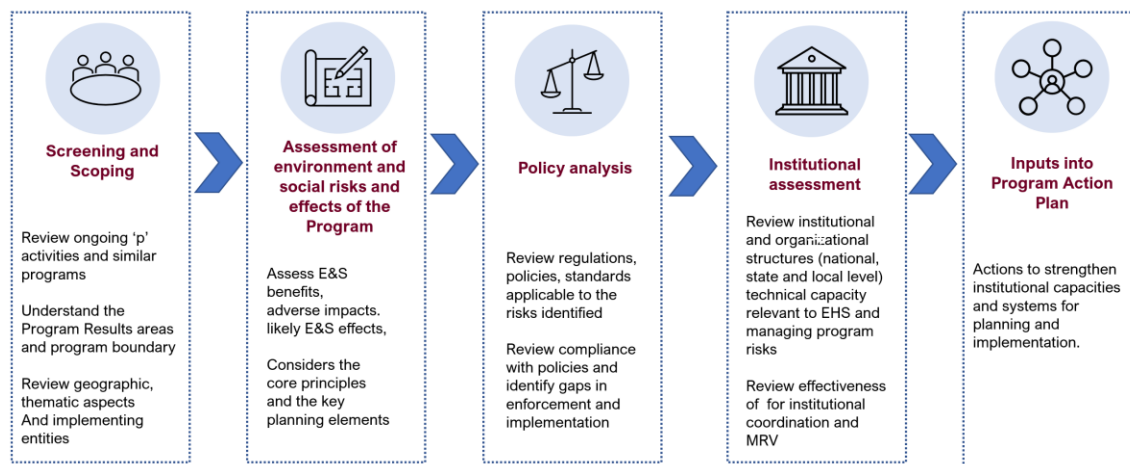 Screening and
Scoping
Review ongoing ‘p’
activities and similar
programs
Understand the
Program Results areas
and program boundary
Review geographic,
thematic aspects
And implementing
entities
Assessment of
environment and
social risks and
effects of the
Program
Assess E&S
benefits,
adverse impacts.
likely E&S effects,
Considers the
core principles
and the key
planning elements
Policy analysis
Review regulations,
policies, standards
applicable to the
risks identified
Review compliance
with policies and
identify gaps in
enforcement and
implementation
Institutional
assessment
Review institutional
and organizational
structures (national,
state and local level)
technical capacity
relevant to EHS and
managing program
risks
Review effectiveness
of for institutional
coordination and
MRV
Inputs into
Program Action
Plan
Actions to strengthen
institutional capacities
and systems for
planning and
implementation.